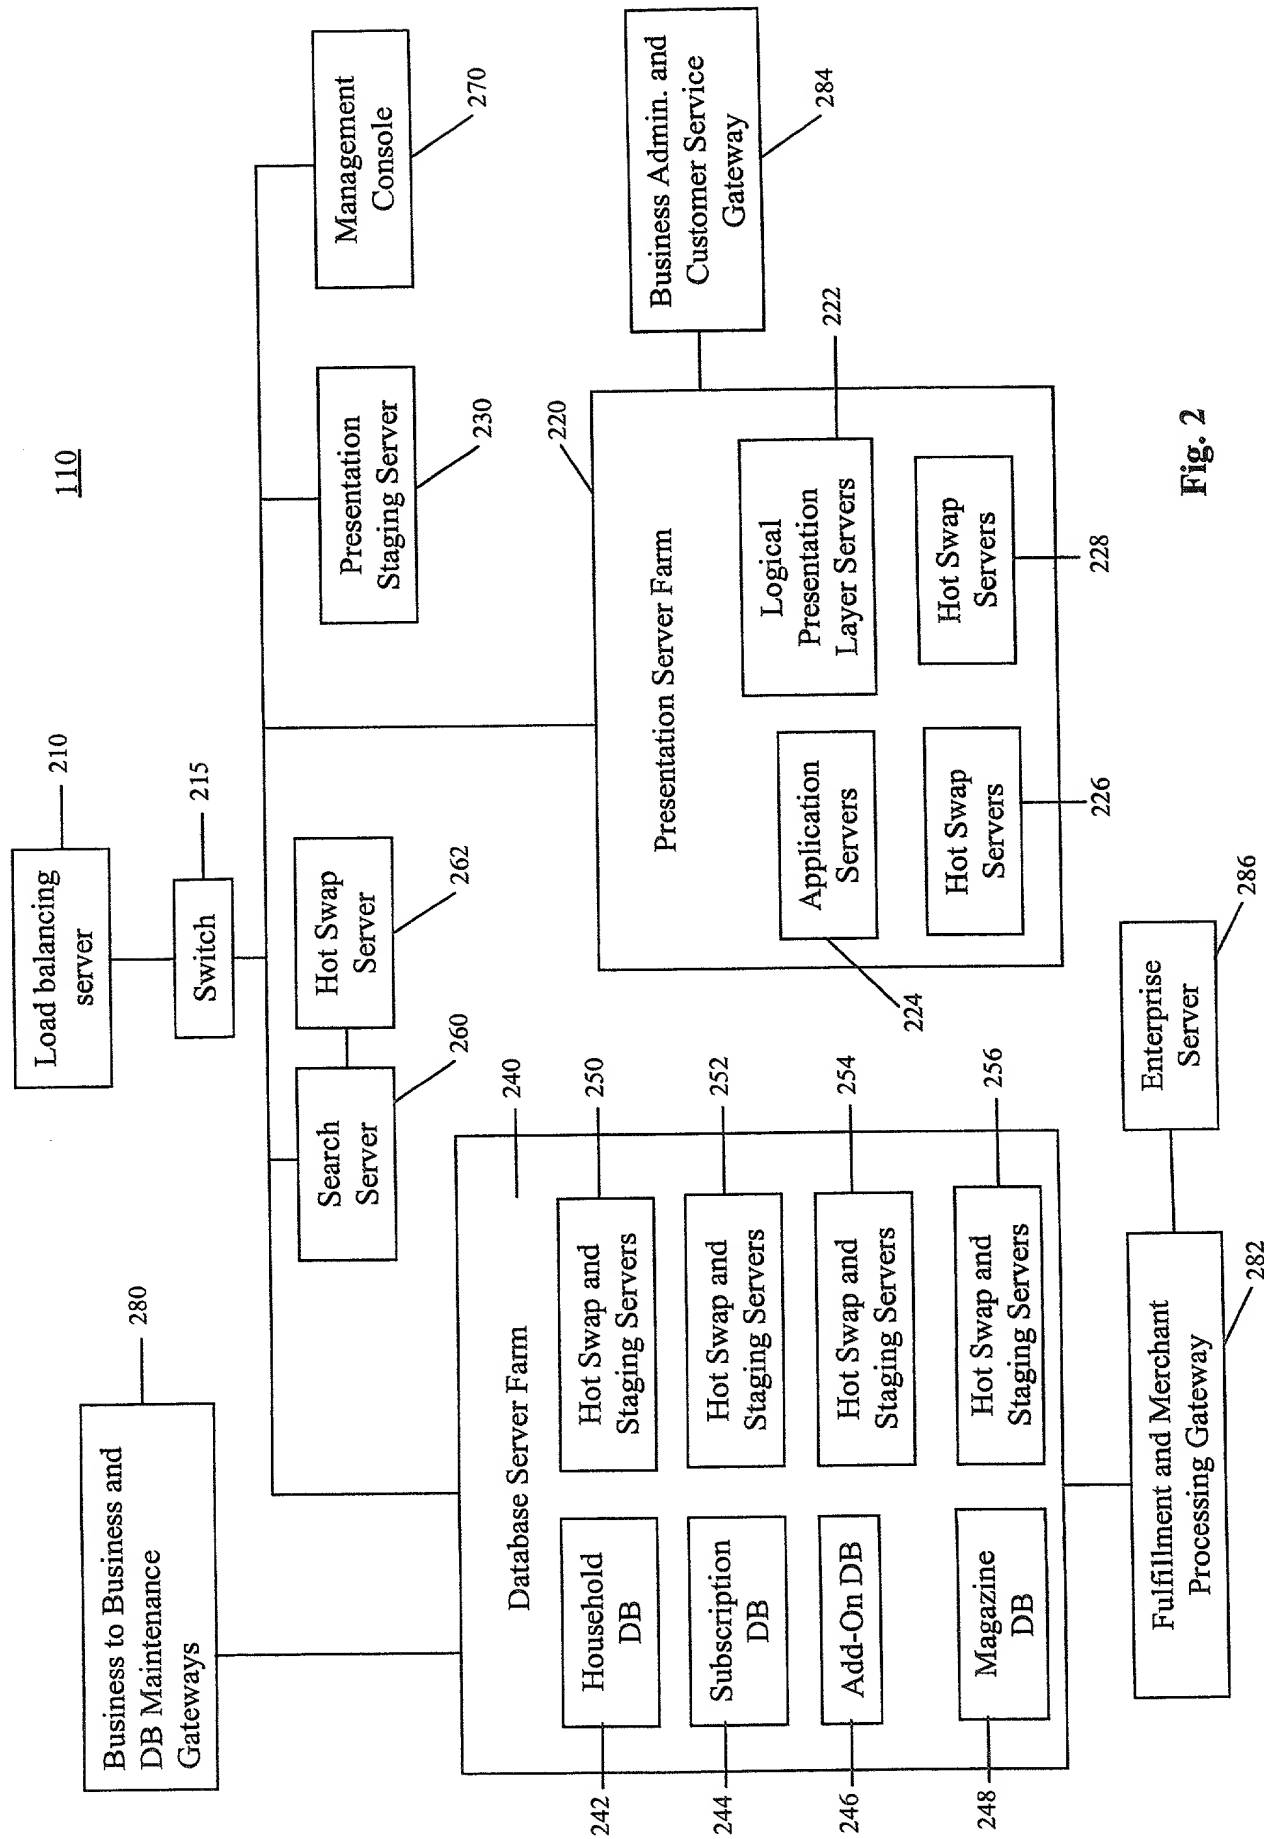 110
Load balancing
server
210
Switch
215
Business to Business and
DB Maintenance
Gateways
280
Search
Server
260
Hot Swap
Server
262
Presentation
Staging Server
230
Management
Console
270
Database Server Farm
240
Household
DB
242
Hot Swap and
Staging Servers
250
Subscription
DB
244
Hot Swap and
Staging Servers
252
Add-On DB
246
Hot Swap and
Staging Servers
254
Magazine
DB
248
Hot Swap and
Staging Servers
256
Presentation Server Farm
220
Application
Servers
224
Logical
Presentation
Layer Servers
222
Hot Swap
Servers
226
Hot Swap
Servers
228
Business Admin. and
Customer Service
Gateway
284
Fulfillment and Merchant
Processing Gateway
282
Enterprise
Server
286
Fig. 2